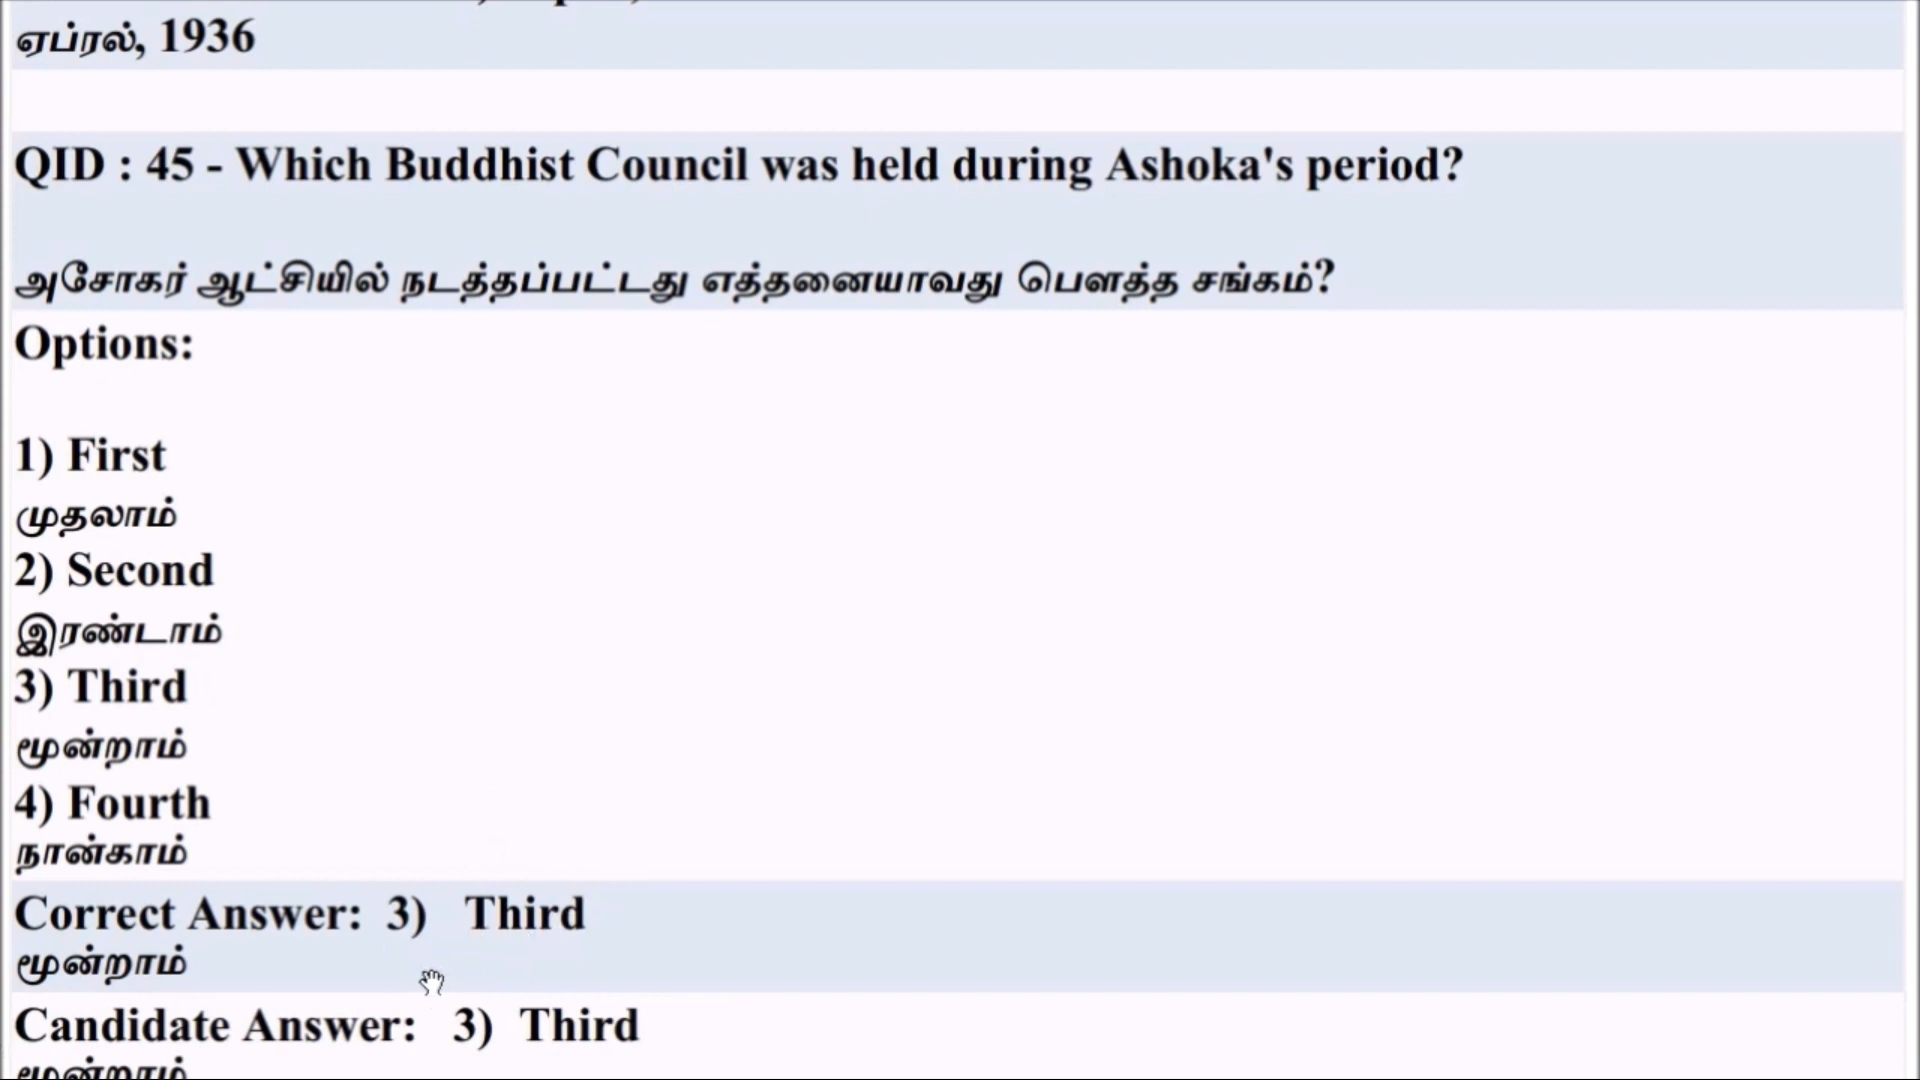 ஏப்ரல், 1936
QID : 45 - Which Buddhist Council was held during Ashoka's period?
அசோகர் ஆட்சியில் நடத்தப்பட்டது எத்தனையாவது பௌத்த சங்கம்?
Options:
1) First
முதலாம்
2) Second
இரண்டாம்
3) Third
மூன்றாம்
4) Fourth
நான்காம்
Correct Answer: 3) Third
மூன்றாம்
Candidate Answer: 3) Third
மூன்றாம்